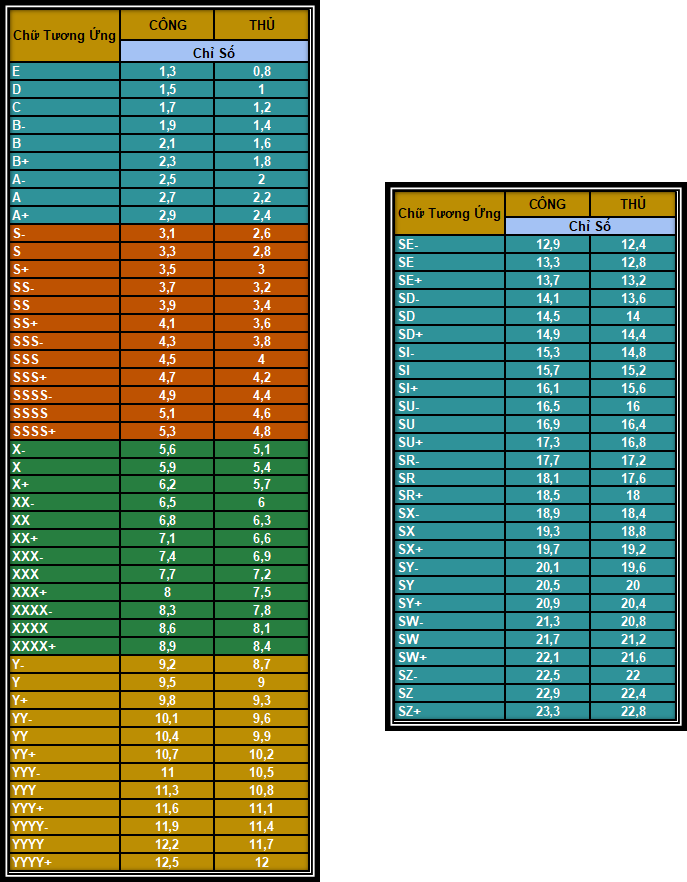 Chữ Tương Ứng CÔNG THỦ
Chỉ Số
E 1,3 0,8
D 1,5 1
C 1,7 1,2
B- 1,9 1,4
B 2,1 1,6
B+ 2,3 1,8
A- 2,5 2
A 2,7 2,2
A+ 2,9 2,4
S- 3,1 2,6
S 3,3 2,8
S+ 3,5 3
SS- 3,7 3,2
SS 3,9 3,4
SS+ 4,1 3,6
SSS- 4,3 3,8
SSS 4,5 4
SSS+ 4,7 4,2
SSSS- 4,9 4,4
SSSS 5,1 4,6
SSSS+ 5,3 4,8
X- 5,6 5,1
X 5,9 5,4
X+ 6,2 5,7
XX- 6,5 6
XX 6,8 6,3
XX+ 7,1 6,6
XXX- 7,4 6,9
XXX 7,7 7,2
XXX+ 8 7,5
XXXX- 8,3 7,8
XXXX 8,6 8,1
XXXX+ 8,9 8,4
Y- 9,2 8,7
Y 9,5 9
Y+ 9,8 9,3
YY- 10,1 9,6
YY 10,4 9,9
YY+ 10,7 10,2
YYY- 11 10,5
YYY 11,3 10,8
YYY+ 11,6 11,1
YYYY- 11,9 11,4
YYYY 12,2 11,7
YYYY+ 12,5 12
Chữ Tương Ứng CÔNG THỦ
Chỉ Số
SE- 12,9 12,4
SE 13,3 12,8
SE+ 13,7 13,2
SD- 14,1 13,6
SD 14,5 14
SD+ 14,9 14,4
SI- 15,3 14,8
SI 15,7 15,2
SI+ 16,1 15,6
SU- 16,5 16
SU 16,9 16,4
SU+ 17,3 16,8
SR- 17,7 17,2
SR 18,1 17,6
SR+ 18,5 18
SX- 18,9 18,4
SX 19,3 18,8
SX+ 19,7 19,2
SY- 20,1 19,6
SY 20,5 20
SY+ 20,9 20,4
SW- 21,3 20,8
SW 21,7 21,2
SW+ 22,1 21,6
SZ- 22,5 22
SZ 22,9 22,4
SZ+ 23,3 22,8